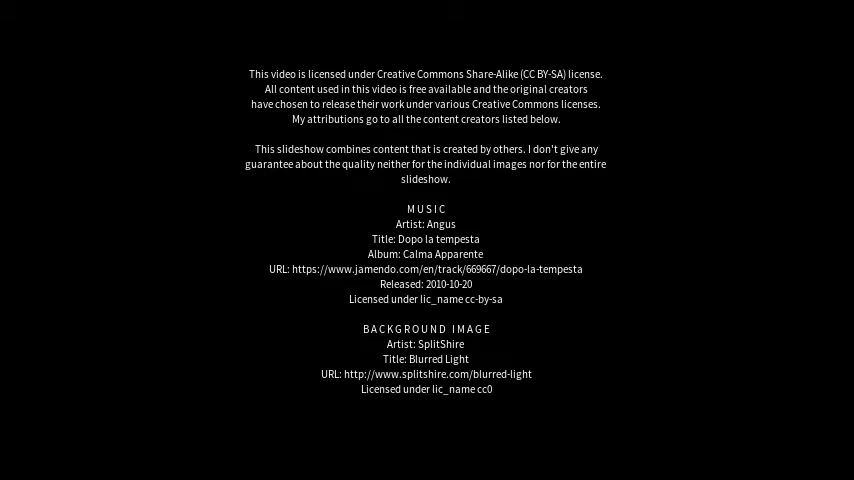 This video is licensed under Creative Commons Share-Alike (CC BY-SA) license.
All content used in this video is free available and the original creators
have chosen to release their work under various Creative Commons licenses.
My attributions go to all the content creators listed below.
This slideshow combines content that is created by others. I don't give any
guarantee about the quality neither for the individual images nor for the entire
slideshow.
MUSIC
Artist: Angus
Title: Dopo la tempesta
Album: Calma Apparente
URL: https://www.jamendo.com/en/track/669667/dopo-la-tempesta
Released: 2010-10-20
Licensed under lic_name cc-by-sa
BACKGROUND IMAGE
Artist: SplitShire
Title: Blurred Light
URL: http://www.splitshire.com/blurred-light
Licensed under lic_name cc0